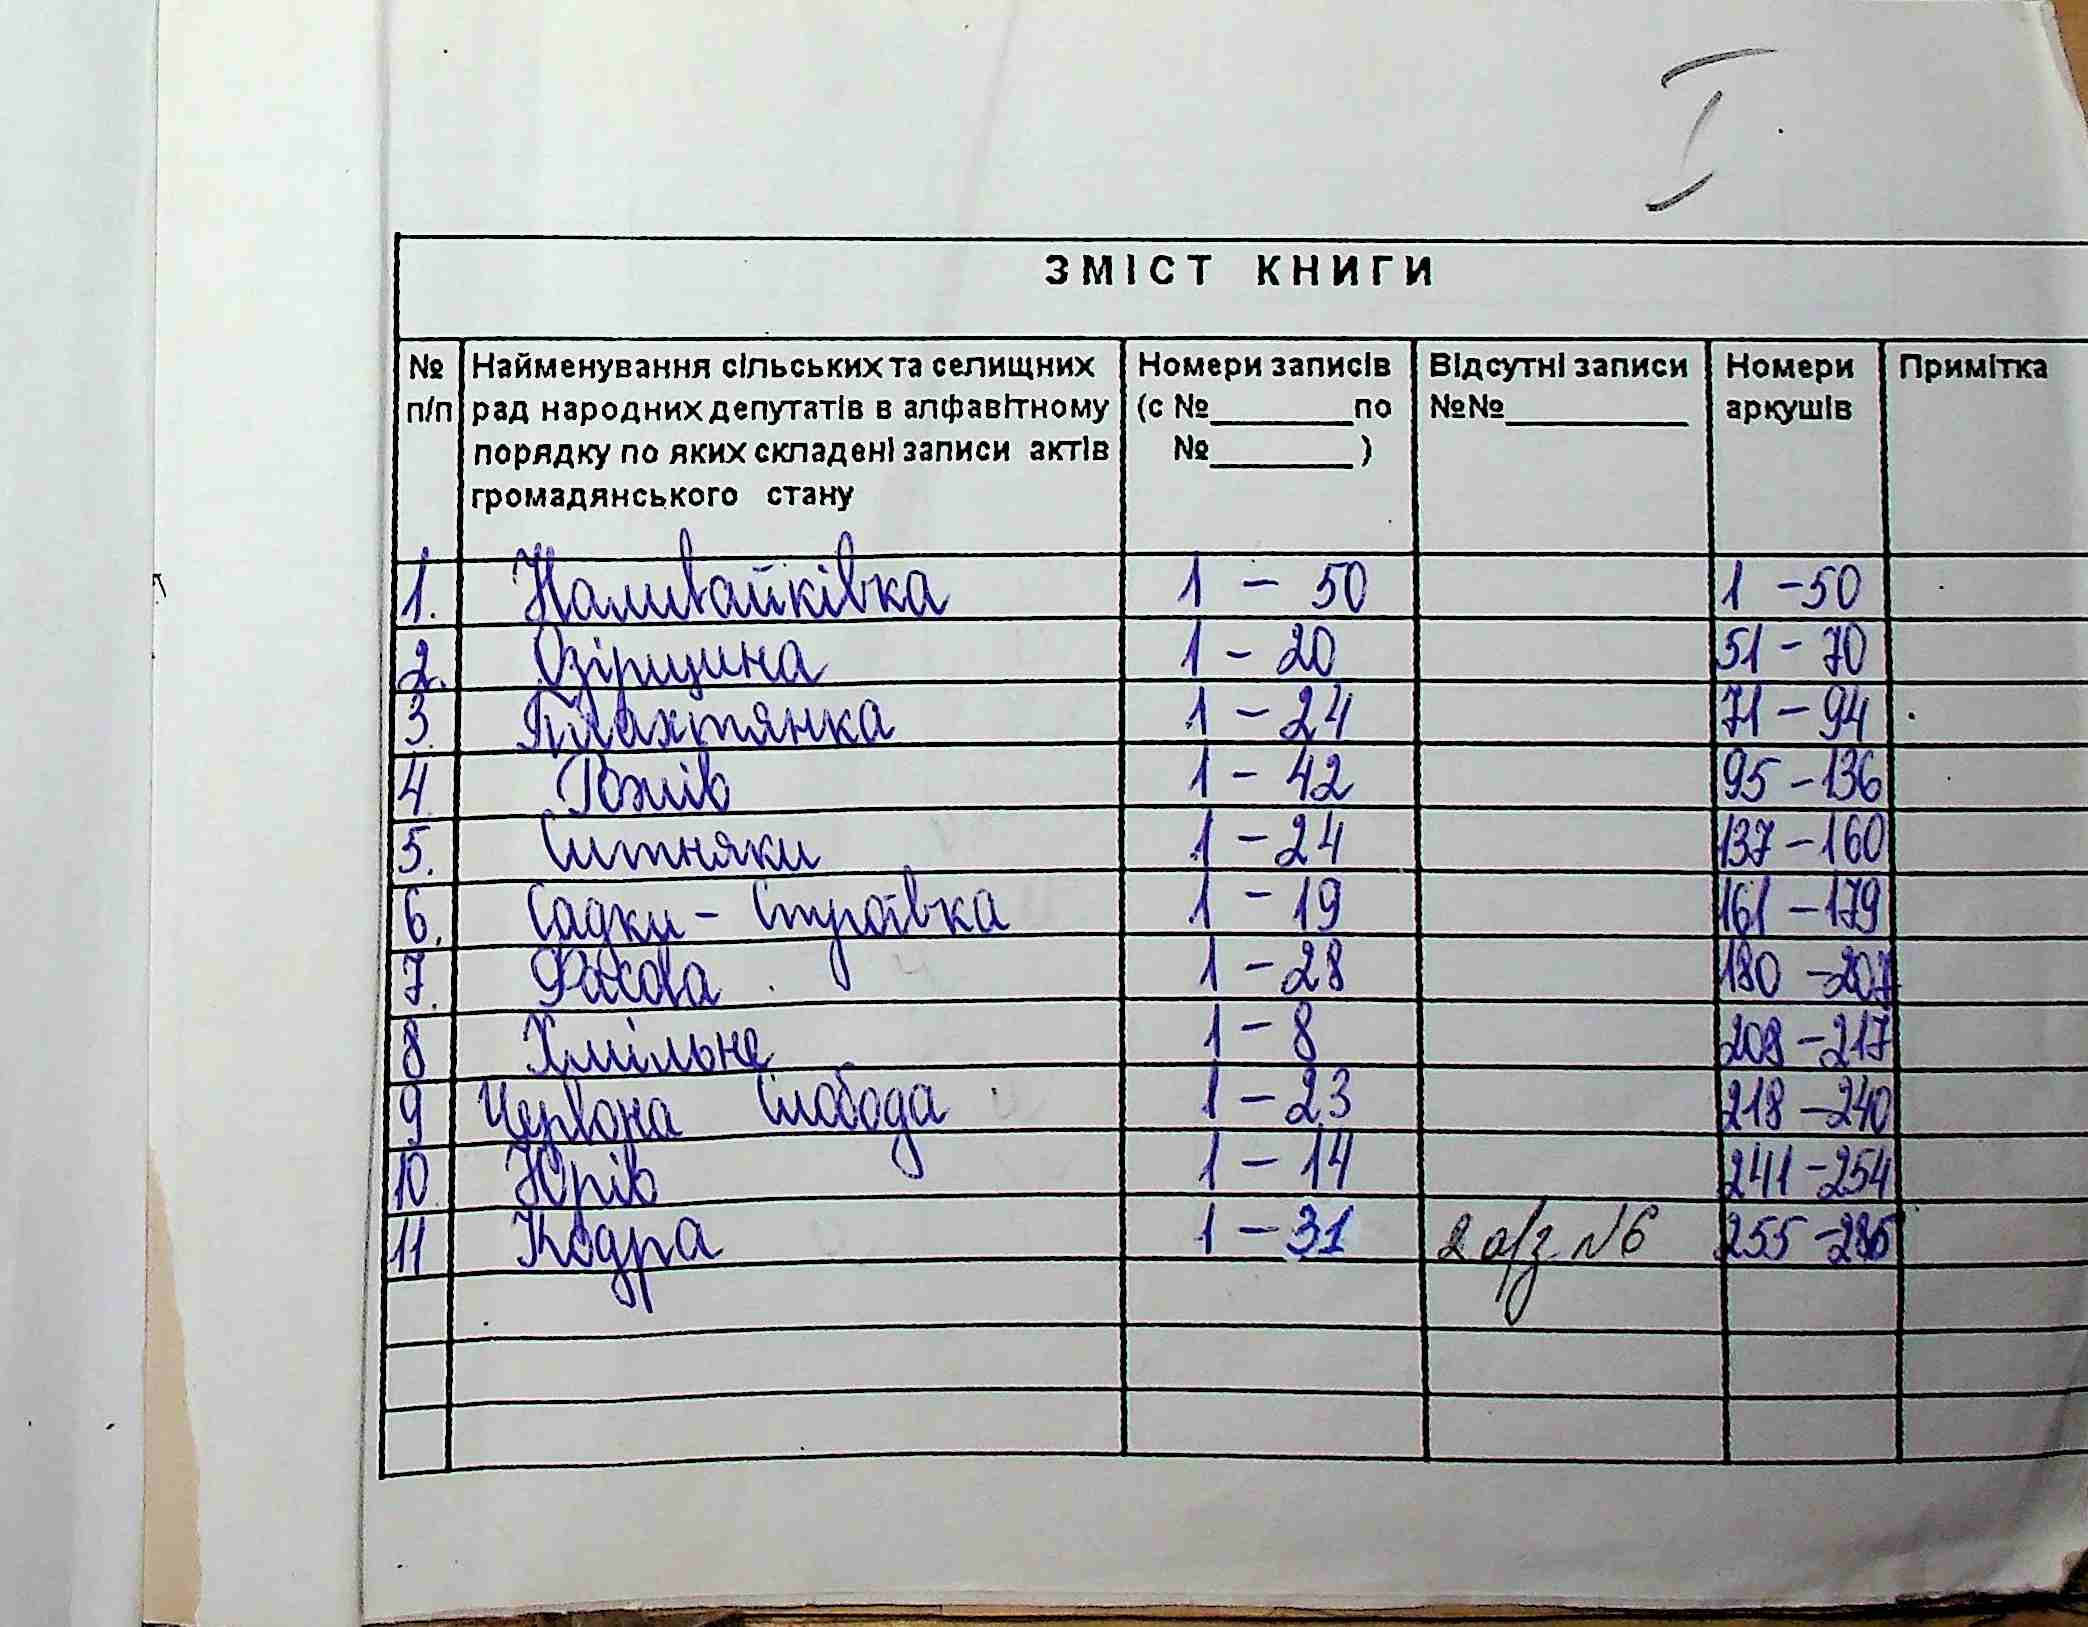 I
ЗМІСТ КНИГИ
№ п/п
Найменування сільських та селищних
рад народних депутатів в алфавітному
порядку по яких складені записи актів
громадянського стану
Номери записів
(с №________по
№________)
Відсутні записи
№№__________
Номери
аркушів
Примітка
1. Наливайківка 1 - 50 1 - 50
2. Озірщина 1 - 20 51 - 70
3. Плахтянка 1 - 24 71 - 94
4 Рожів 1 - 42 95 - 136
5. Ситняки 1 - 24 137 - 160
6. Садки - Строївка 1 - 19 161 - 179
7. Фасова 1 - 28 180 - 207
8 Хмільна 1 - 8 208 - 217
9 Червона Слобода 1 - 23 218 - 240
10. Юрів 1 - 14 241 - 254
11 Кодра 1 - 31 2 а/з №6 255 - 285